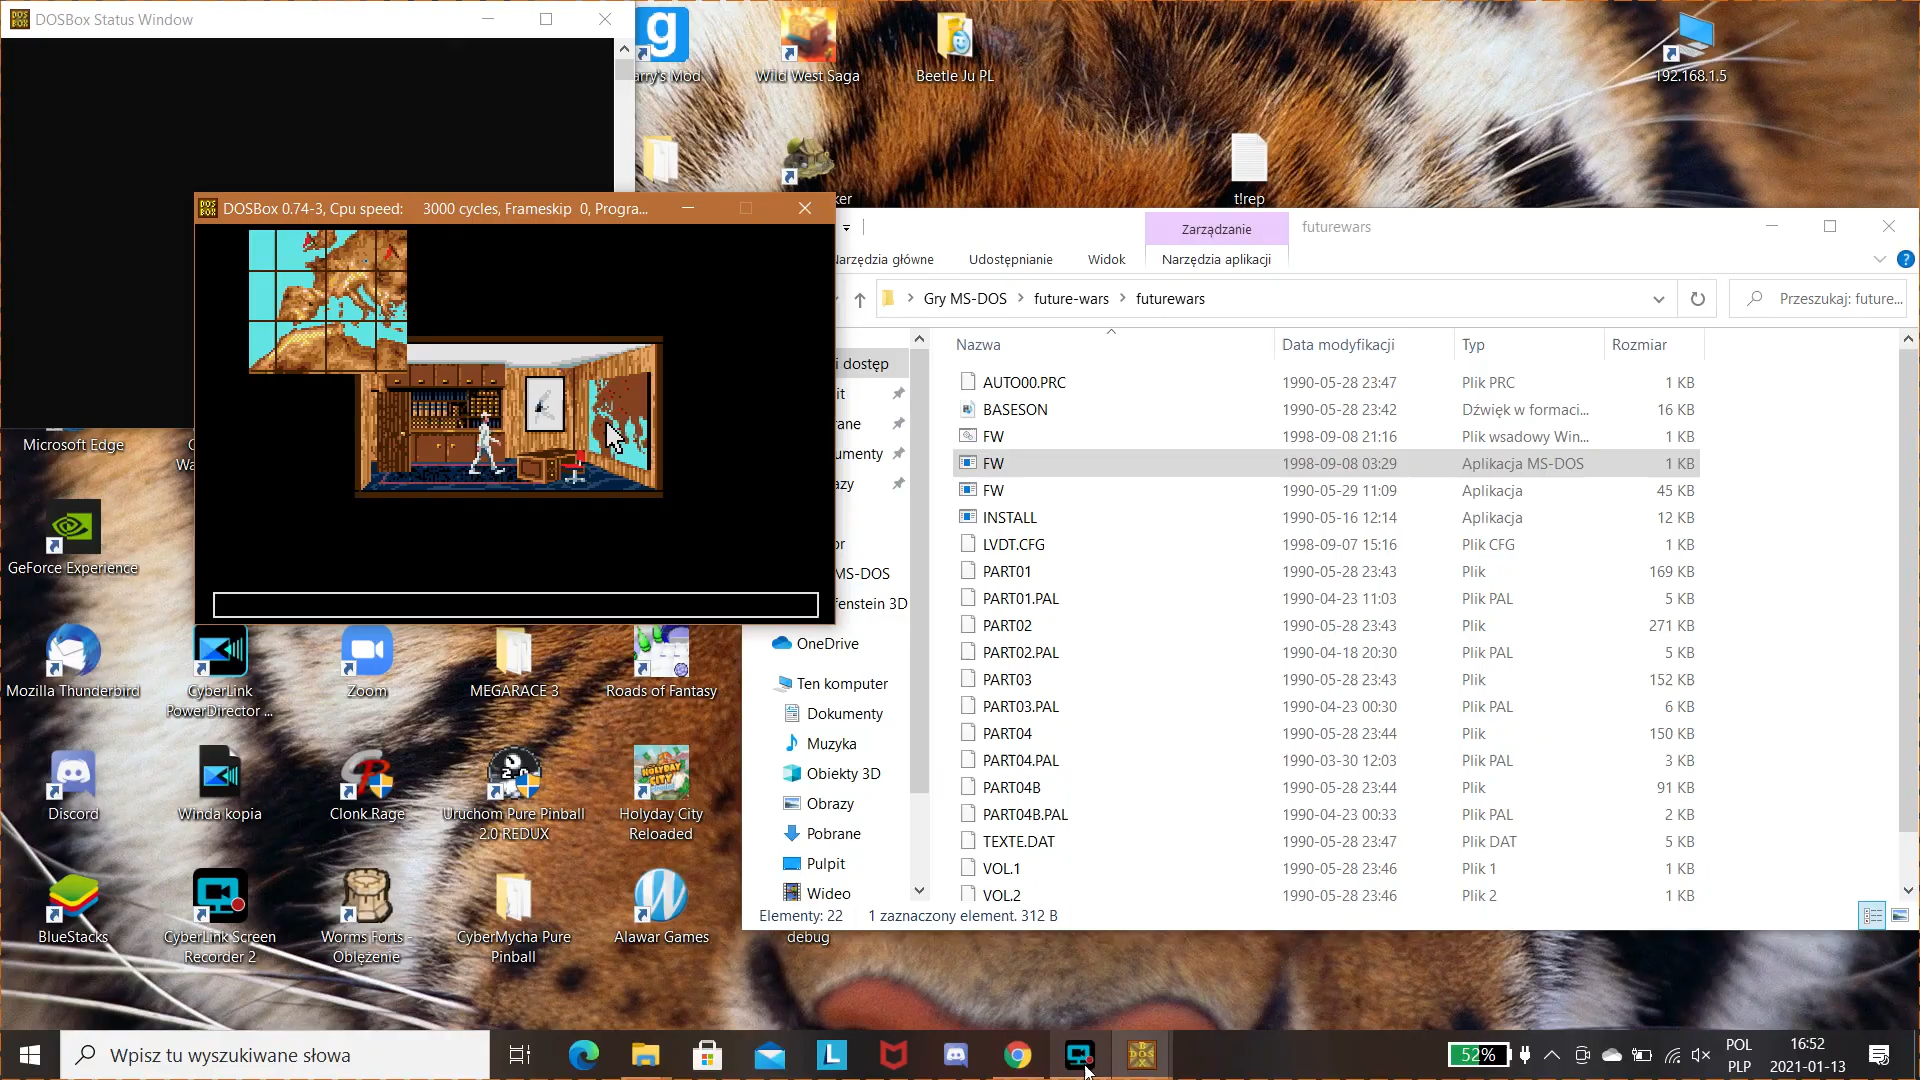 DOSBox Status Window
arry's Mod
Wild West Saga
Beetle Ju PL
192.168.1.5
ker
t!rep
DOSBox 0.74-3, Cpu speed: 3000 cycles, Frameskip 0, Progra...
Zarządzanie
futurewars
arzędzia główne
Udostępnianie
Widok
Narzędzia aplikacji
Gry MS-DOS
future-wars
futurewars
Przeszukaj: future...
Nazwa
Data modyfikacji
Typ
Rozmiar
AUTO00.PRC 1990-05-28 23:47 Plik PRC 1 KB
BASESON 1990-05-28 23:42 Dźwięk w formaci... 16 KB
FW 1998-09-08 21:16 Plik wsadowy Win... 1 KB
FW 1998-09-08 03:29 Aplikacja MS-DOS 1 KB
FW 1990-05-29 11:09 Aplikacja 45 KB
INSTALL 1990-05-16 12:14 Aplikacja 12 KB
LVDT.CFG 1998-09-07 15:16 Plik CFG 1 KB
PART01 1990-05-28 23:43 Plik 169 KB
PART01.PAL 1990-04-23 11:03 Plik PAL 5 KB
PART02 1990-05-28 23:43 Plik 271 KB
PART02.PAL 1990-04-18 20:30 Plik PAL 5 KB
PART03 1990-05-28 23:43 Plik 152 KB
PART03.PAL 1990-04-23 00:30 Plik PAL 6 KB
PART04 1990-05-28 23:44 Plik 150 KB
PART04.PAL 1990-03-30 12:03 Plik PAL 3 KB
PART04B 1990-05-28 23:44 Plik 91 KB
PART04B.PAL 1990-04-23 00:33 Plik PAL 2 KB
TEXTE.DAT 1990-05-28 23:47 Plik DAT 5 KB
VOL.1 1990-05-28 23:46 Plik 1 1 KB
VOL.2 1990-05-28 23:46 Plik 2 1 KB
i dostęp
it
rane
umenty
azy
or
MS-DOS
fenstein 3D
OneDrive
Ten komputer
Dokumenty
Muzyka
Obiekty 3D
Obrazy
Pobrane
Pulpit
Wideo
Elementy: 22
1 zaznaczony element. 312 B
Microsoft Edge
GeForce Experience
Mozilla Thunderbird
CyberLink
PowerDirector ...
Zoom
MEGARACE 3
Roads of Fantasy
Discord
Winda kopia
Clonk Rage
Uruchom Pure Pinball
2.0 REDUX
Holyday City
Reloaded
BlueStacks
CyberLink Screen
Recorder 2
Worms Forts -
Oblężenie
CyberMycha Pure
Pinball
Alawar Games
debug
Wpisz tu wyszukiwane słowa
52%
POL
PLP
16:52
2021-01-13